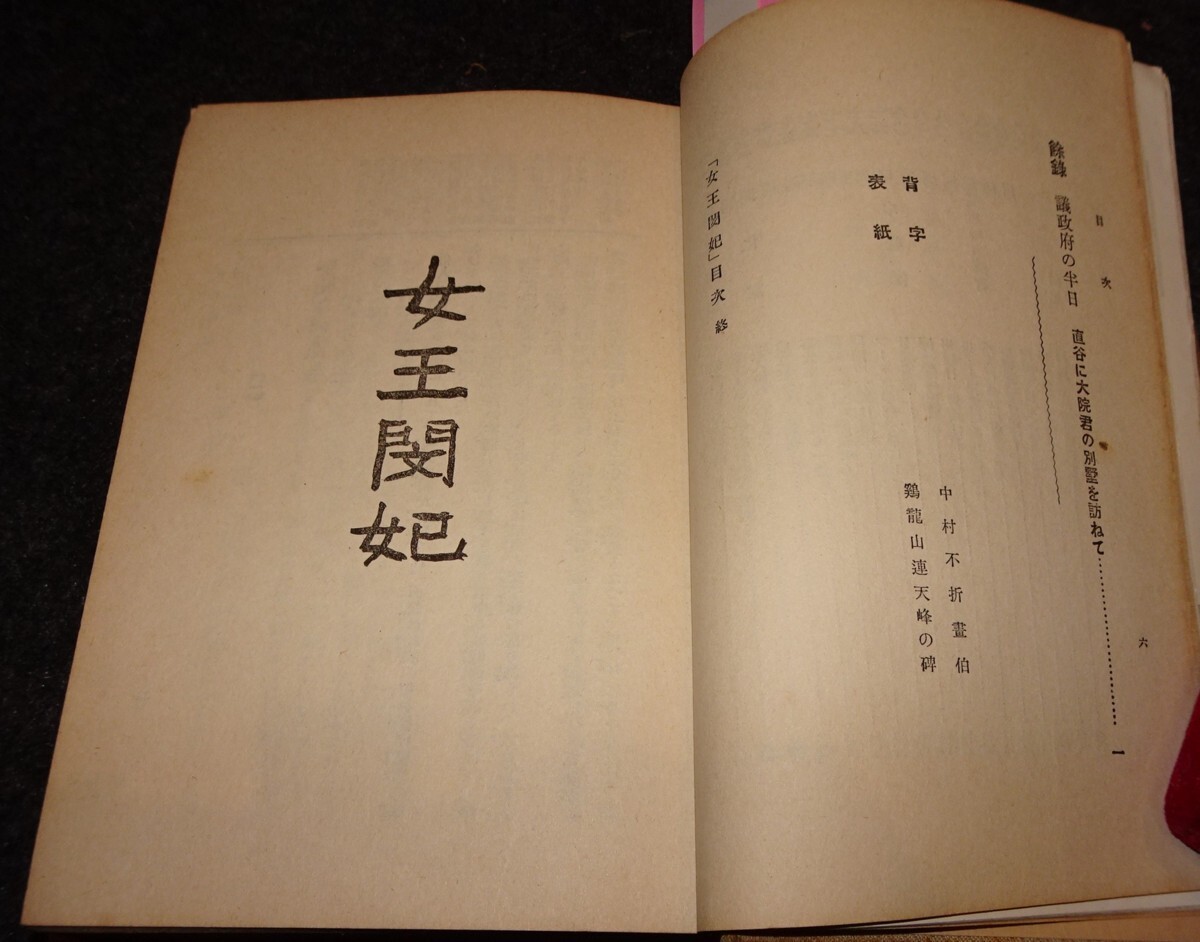 目次
六
餘錄 議政府の半日 直谷に大院君の別墅を訪ねて……………………一
背字 中村不折畫伯
表紙 鷄龍山連天峰の碑
「女王閔妃」目次 終
女王閔妃